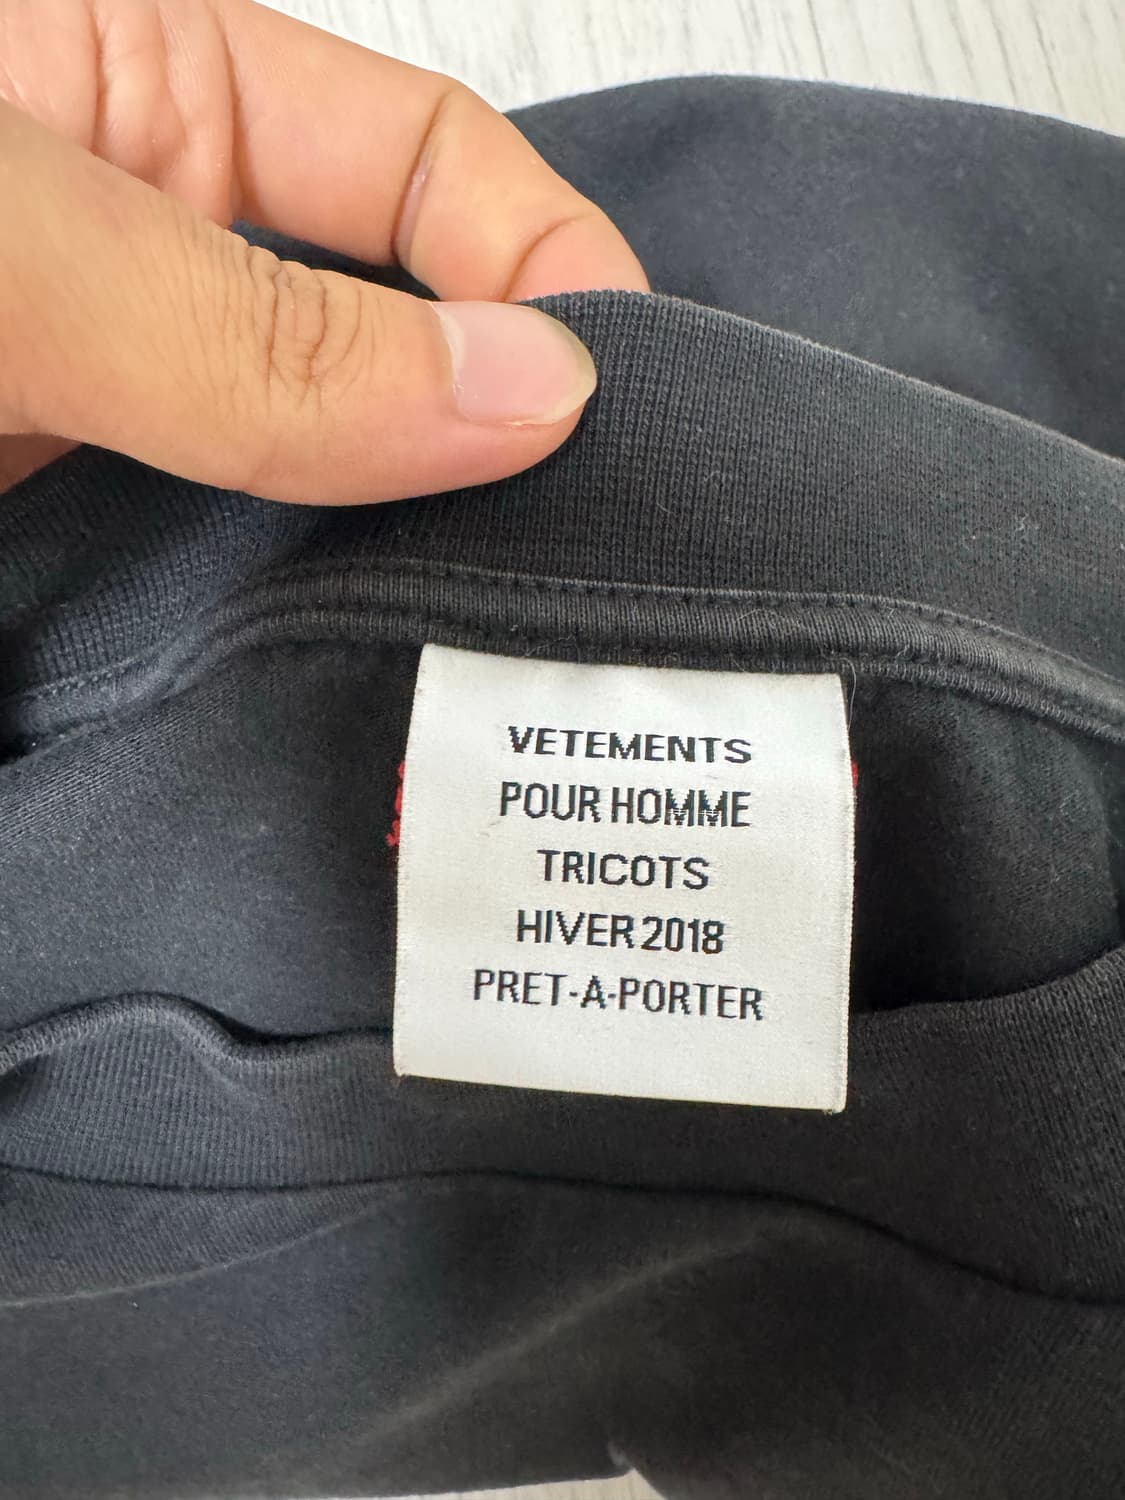 VETEMENTS
POUR HOMME
TRICOTS
HIVER 2018
PRET-A-PORTER